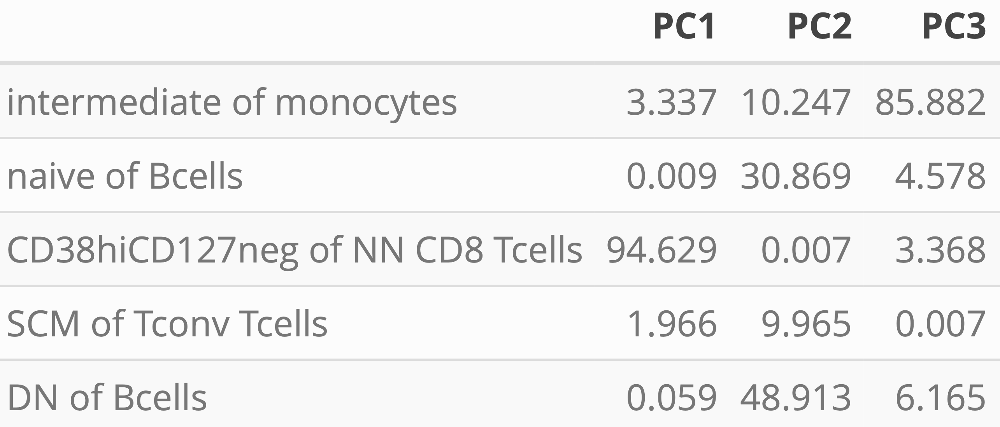 PC1 PC2 PC3
intermediate of monocytes 3.337 10.247 85.882
naive of Bcells 0.009 30.869 4.578
CD38hiCD127neg of NN CD8 Tcells 94.629 0.007 3.368
SCM of Tconv Tcells 1.966 9.965 0.007
DN of Bcells 0.059 48.913 6.165